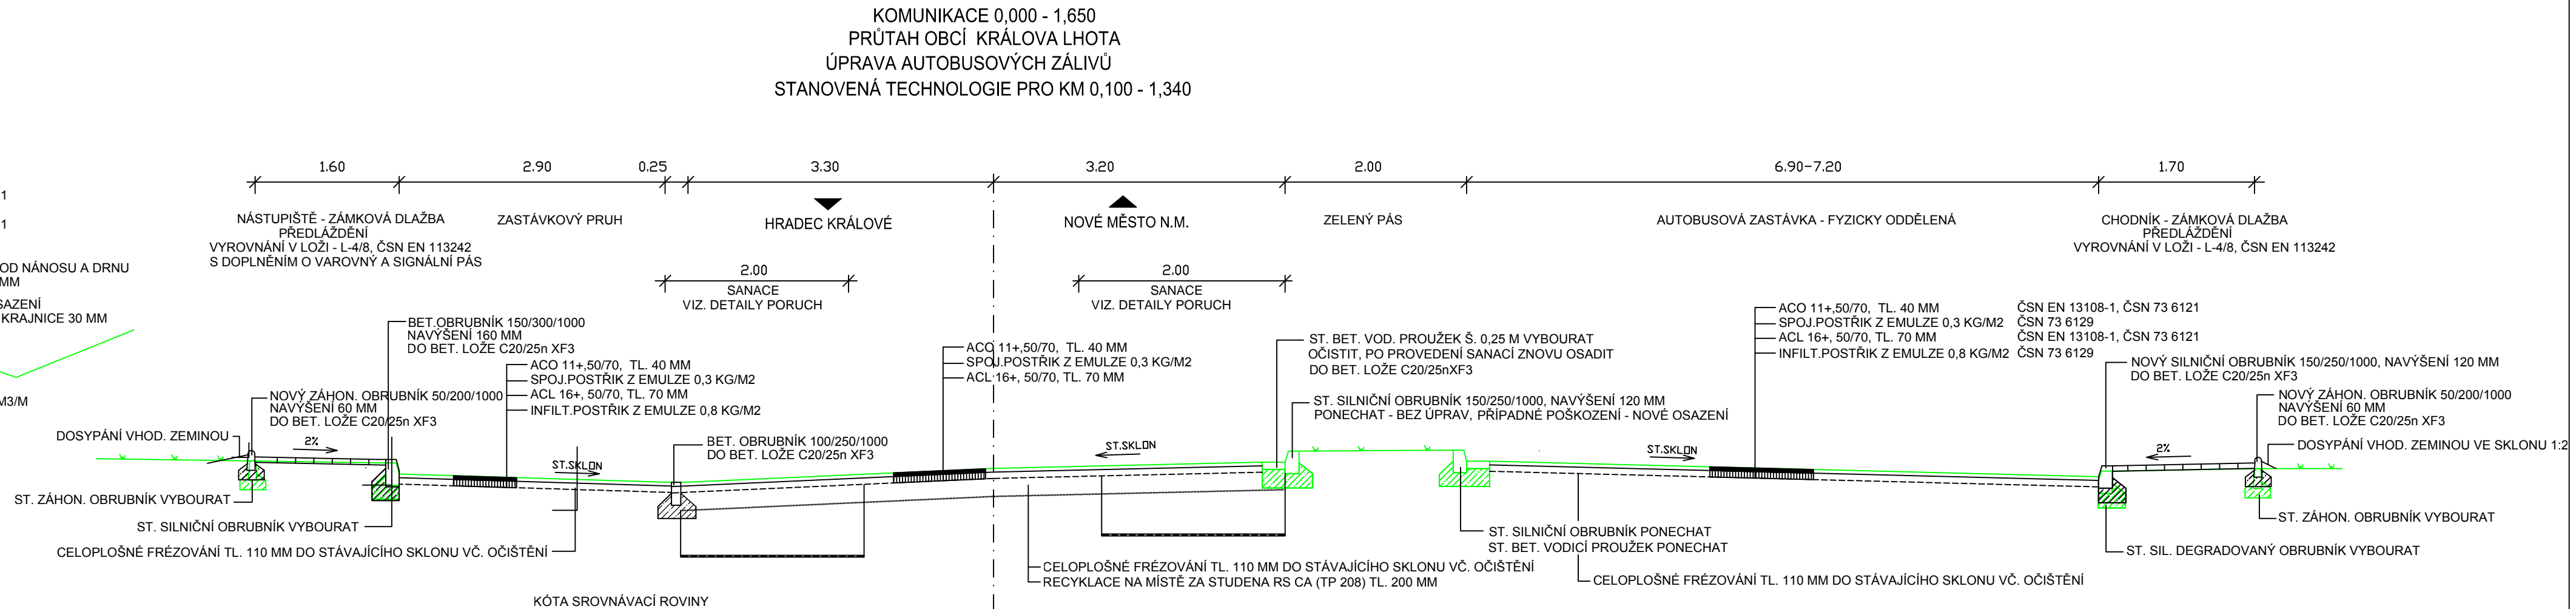 KOMUNIKACE 0,000 - 1,650
PRŮTAH OBCÍ KRÁLOVA LHOTA
ÚPRAVA AUTOBUSOVÝCH ZÁLIVŮ
STANOVENÁ TECHNOLOGIE PRO KM 0,100 - 1,340
1.60
2.90
0.25
3.30
3.20
2.00
6.90-7.20
1.70
1
1
OD NÁNOSU A DRNU
MM
SAZENÍ
KRAJNICE 30 MM
M3/M
NÁSTUPIŠTĚ - ZÁMKOVÁ DLAŽBA
PŘEDLÁŽDĚNÍ
VYROVNÁNÍ V LOŽI - L-4/8, ČSN EN 113242
S DOPLNĚNÍM O VAROVNÝ A SIGNÁLNÍ PÁS
ZASTÁVKOVÝ PRUH
HRADEC KRÁLOVÉ
NOVÉ MĚSTO N.M.
ZELENÝ PÁS
AUTOBUSOVÁ ZASTÁVKA - FYZICKY ODDĚLENÁ
CHODNÍK - ZÁMKOVÁ DLAŽBA
PŘEDLÁŽDĚNÍ
VYROVNÁNÍ V LOŽI - L-4/8, ČSN EN 113242
2.00
SANACE
VIZ. DETAILY PORUCH
2.00
SANACE
VIZ. DETAILY PORUCH
BET.OBRUBNÍK 150/300/1000
NAVÝŠENÍ 160 MM
DO BET. LOŽE C20/25n XF3
ACO 11+,50/70, TL. 40 MM
SPOJ.POSTŘIK Z EMULZE 0,3 KG/M2
ACL 16+, 50/70, TL. 70 MM
INFILT.POSTŘIK Z EMULZE 0,8 KG/M2
NOVÝ ZÁHON. OBRUBNÍK 50/200/1000
NAVÝŠENÍ 60 MM
DO BET. LOŽE C20/25n XF3
DOSYPÁNÍ VHOD. ZEMINOU
2%
ST.SKLON
BET. OBRUBNÍK 100/250/1000
DO BET. LOŽE C20/25n XF3
ACO 11+,50/70, TL. 40 MM
SPOJ.POSTŘIK Z EMULZE 0,3 KG/M2
ACL 16+, 50/70, TL. 70 MM
ST.SKLON
ST. BET. VOD. PROUŽEK Š. 0,25 M VYBOURAT
OČISTIT, PO PROVEDENÍ SANACÍ ZNOVU OSADIT
DO BET. LOŽE C20/25nXF3
ST. SILNIČNÍ OBRUBNÍK 150/250/1000, NAVÝŠENÍ 120 MM
PONECHAT - BEZ ÚPRAV, PŘÍPADNÉ POŠKOZENÍ - NOVÉ OSAZENÍ
ACO 11+,50/70, TL. 40 MM ČSN EN 13108-1, ČSN 73 6121
SPOJ.POSTŘIK Z EMULZE 0,3 KG/M2 ČSN 73 6129
ACL 16+, 50/70, TL. 70 MM ČSN EN 13108-1, ČSN 73 6121
INFILT.POSTŘIK Z EMULZE 0,8 KG/M2 ČSN 73 6129
ST.SKLON
NOVÝ SILNIČNÍ OBRUBNÍK 150/250/1000, NAVÝŠENÍ 120 MM
DO BET. LOŽE C20/25n XF3
NOVÝ ZÁHON. OBRUBNÍK 50/200/1000
NAVÝŠENÍ 60 MM
DO BET. LOŽE C20/25n XF3
2%
DOSYPÁNÍ VHOD. ZEMINOU VE SKLONU 1:2
ST. ZÁHON. OBRUBNÍK VYBOURAT
ST. SILNIČNÍ OBRUBNÍK VYBOURAT
CELOPLOŠNÉ FRÉZOVÁNÍ TL. 110 MM DO STÁVAJÍCÍHO SKLONU VČ. OČIŠTĚNÍ
CELOPLOŠNÉ FRÉZOVÁNÍ TL. 110 MM DO STÁVAJÍCÍHO SKLONU VČ. OČIŠTĚNÍ
RECYKLACE NA MÍSTĚ ZA STUDENA RS CA (TP 208) TL. 200 MM
ST. SILNIČNÍ OBRUBNÍK PONECHAT
ST. BET. VODICÍ PROUŽEK PONECHAT
CELOPLOŠNÉ FRÉZOVÁNÍ TL. 110 MM DO STÁVAJÍCÍHO SKLONU VČ. OČIŠTĚNÍ
ST. ZÁHON. OBRUBNÍK VYBOURAT
ST. SIL. DEGRADOVANÝ OBRUBNÍK VYBOURAT
KÓTA SROVNÁVACÍ ROVINY